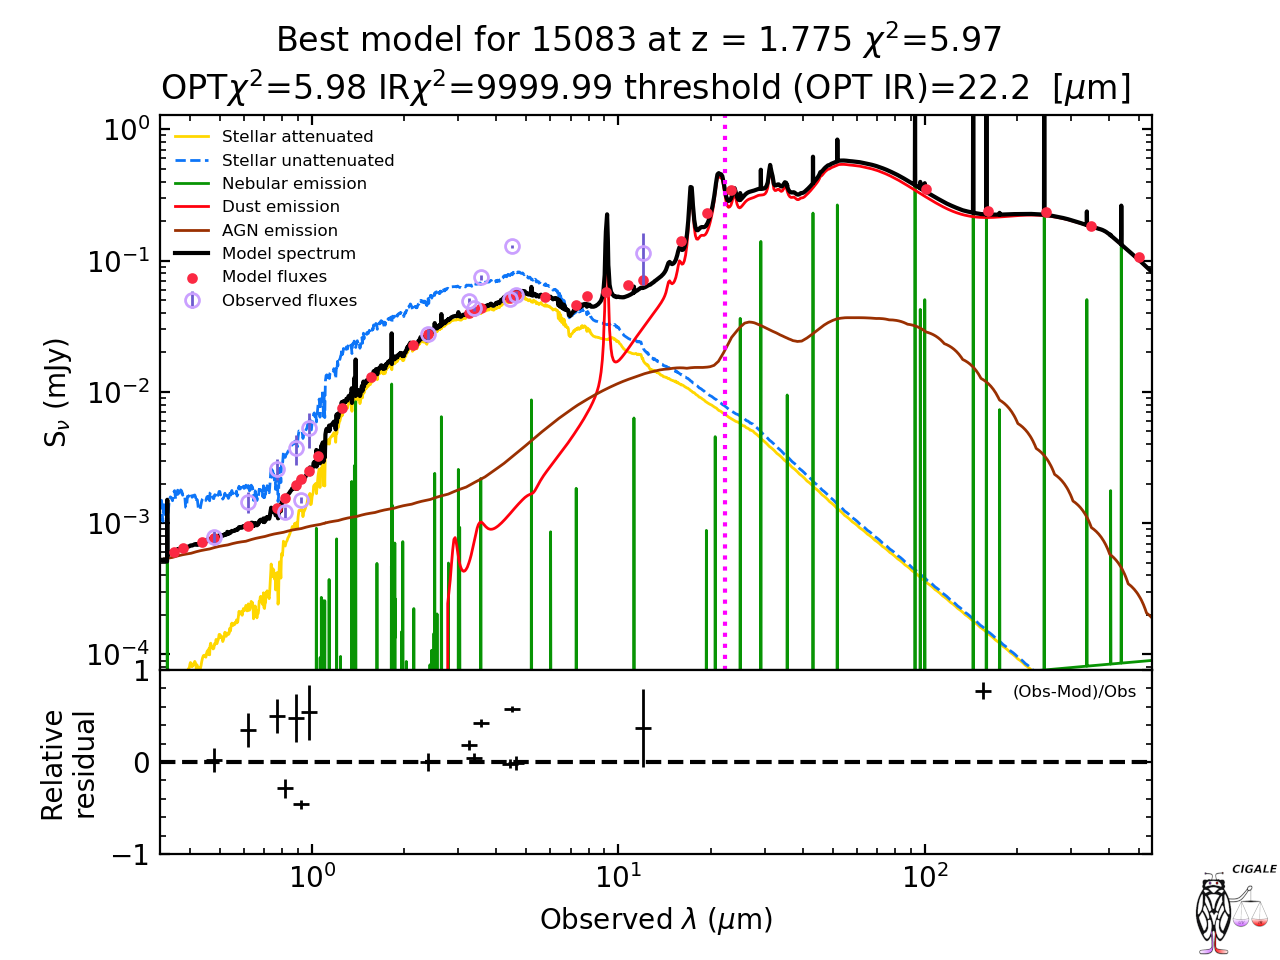 Best model for 15083 at z = 1.775 χ²=5.97
OPTχ²=5.98 IRχ²=9999.99 threshold (OPT IR)=22.2 [μm]
Stellar attenuated
Stellar unattenuated
Nebular emission
Dust emission
AGN emission
Model spectrum
Model fluxes
Observed fluxes
10⁰
10⁻¹
10⁻²
10⁻³
10⁻⁴
S_ν (mJy)
(Obs-Mod)/Obs
1
0
−1
Relative
residual
10⁰ 10¹ 10²
Observed λ (μm)
CIGALE